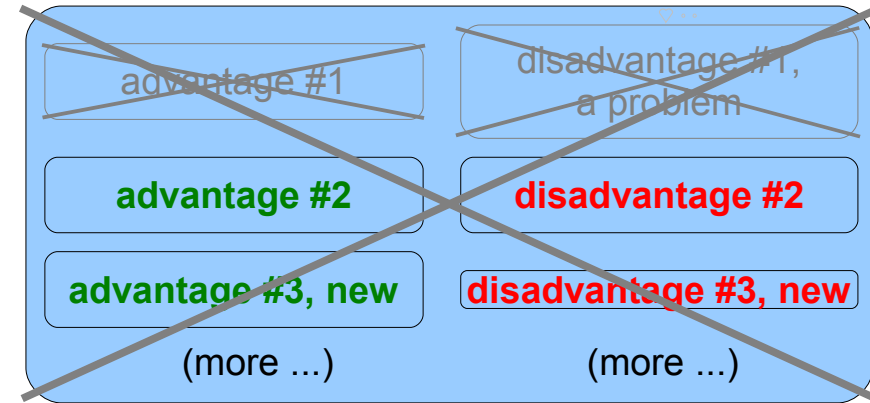 advantage #1
disadvantage #1,
a problem
advantage #2
disadvantage #2
advantage #3, new
disadvantage #3, new
(more ...)
(more ...)